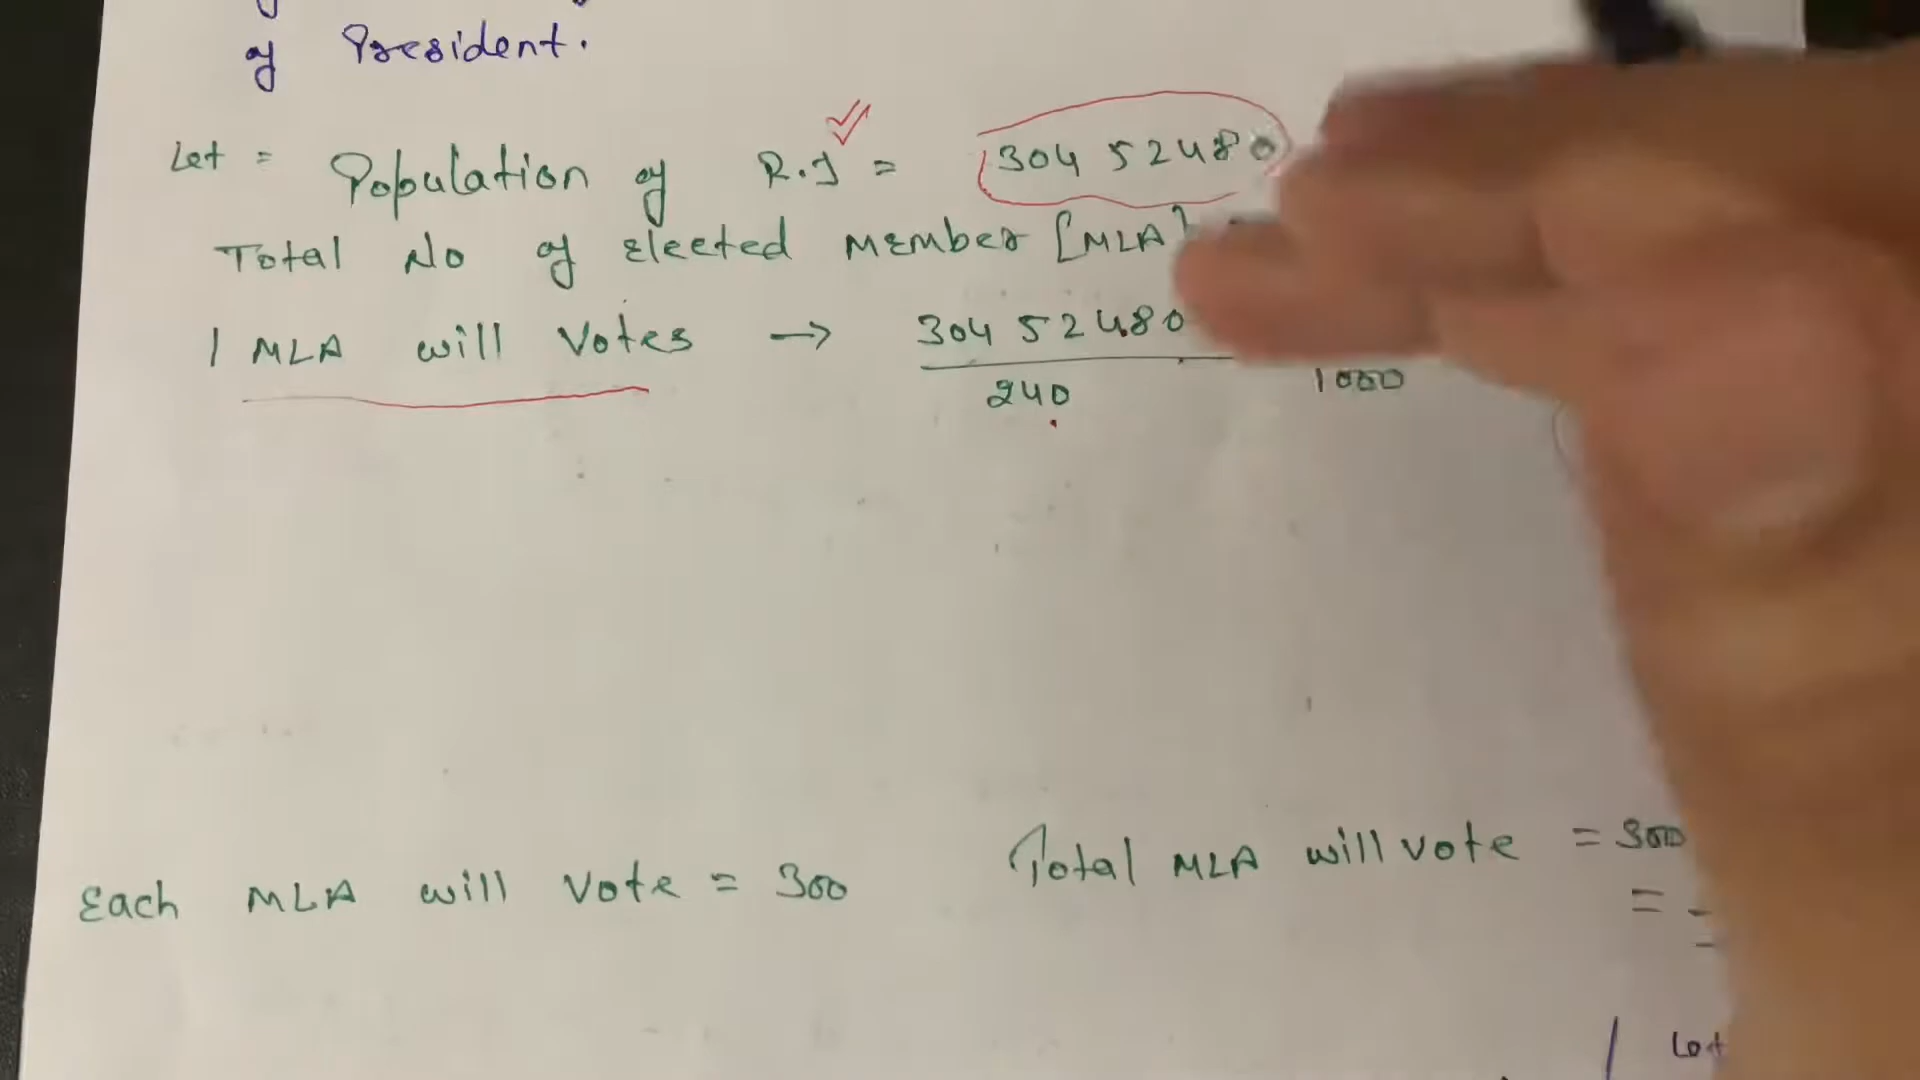 of President.
Let = Population of R.J = 30452480
Total No of elected member [MLA]
1 MLA will Votes → 30452480
240 1000
Each MLA will Vote = 300
Total MLA will vote = 300
=
Let